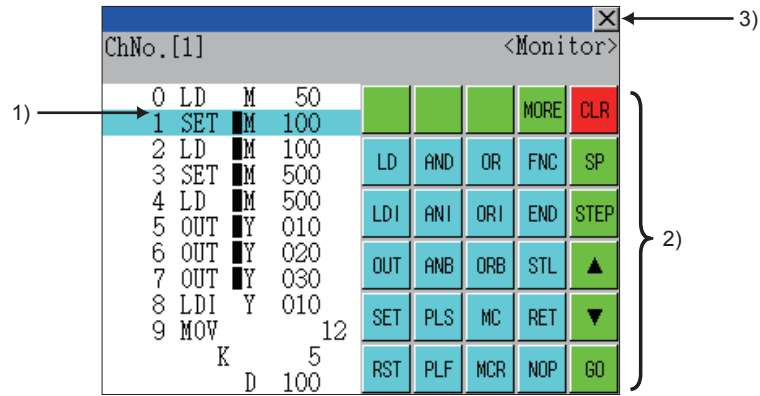 3)
ChNo.[1] <Monitor>
1)
0 LD M 50
1 SET M 100
2 LD M 100
3 SET M 500
4 LD M 500
5 OUT Y 010
6 OUT Y 020
7 OUT Y 030
8 LDI Y 010
9 MOV 12
K 5
D 100
MORE CLR
LD AND OR FNC SP
LDI ANI ORI END STEP
OUT ANB ORB STL ▲
SET PLS MC RET ▼
RST PLF MCR NOP GO
2)